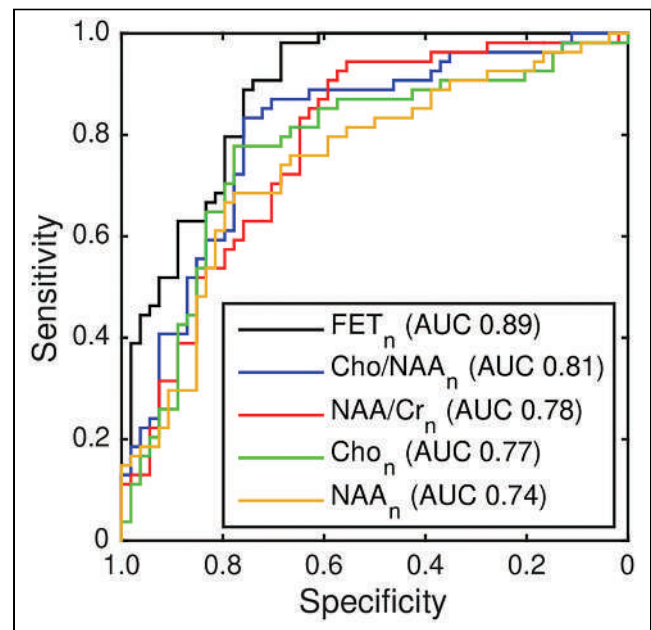 1.0
0.8
0.6
0.4
0.2
0
Sensitivity
FETn (AUC 0.89)
Cho/NAAn (AUC 0.81)
NAA/Crn (AUC 0.78)
Chon (AUC 0.77)
NAAn (AUC 0.74)
1.0 0.8 0.6 0.4 0.2 0
Specificity